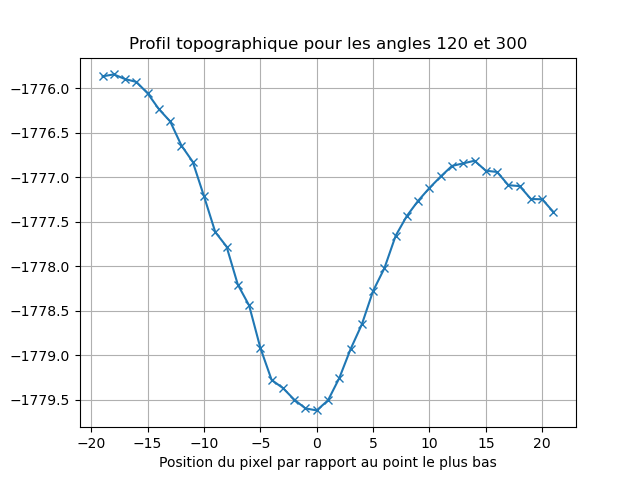 Profil topographique pour les angles 120 et 300
−1776.0
−1776.5
−1777.0
−1777.5
−1778.0
−1778.5
−1779.0
−1779.5
−20 −15 −10 −5 0 5 10 15 20
Position du pixel par rapport au point le plus bas